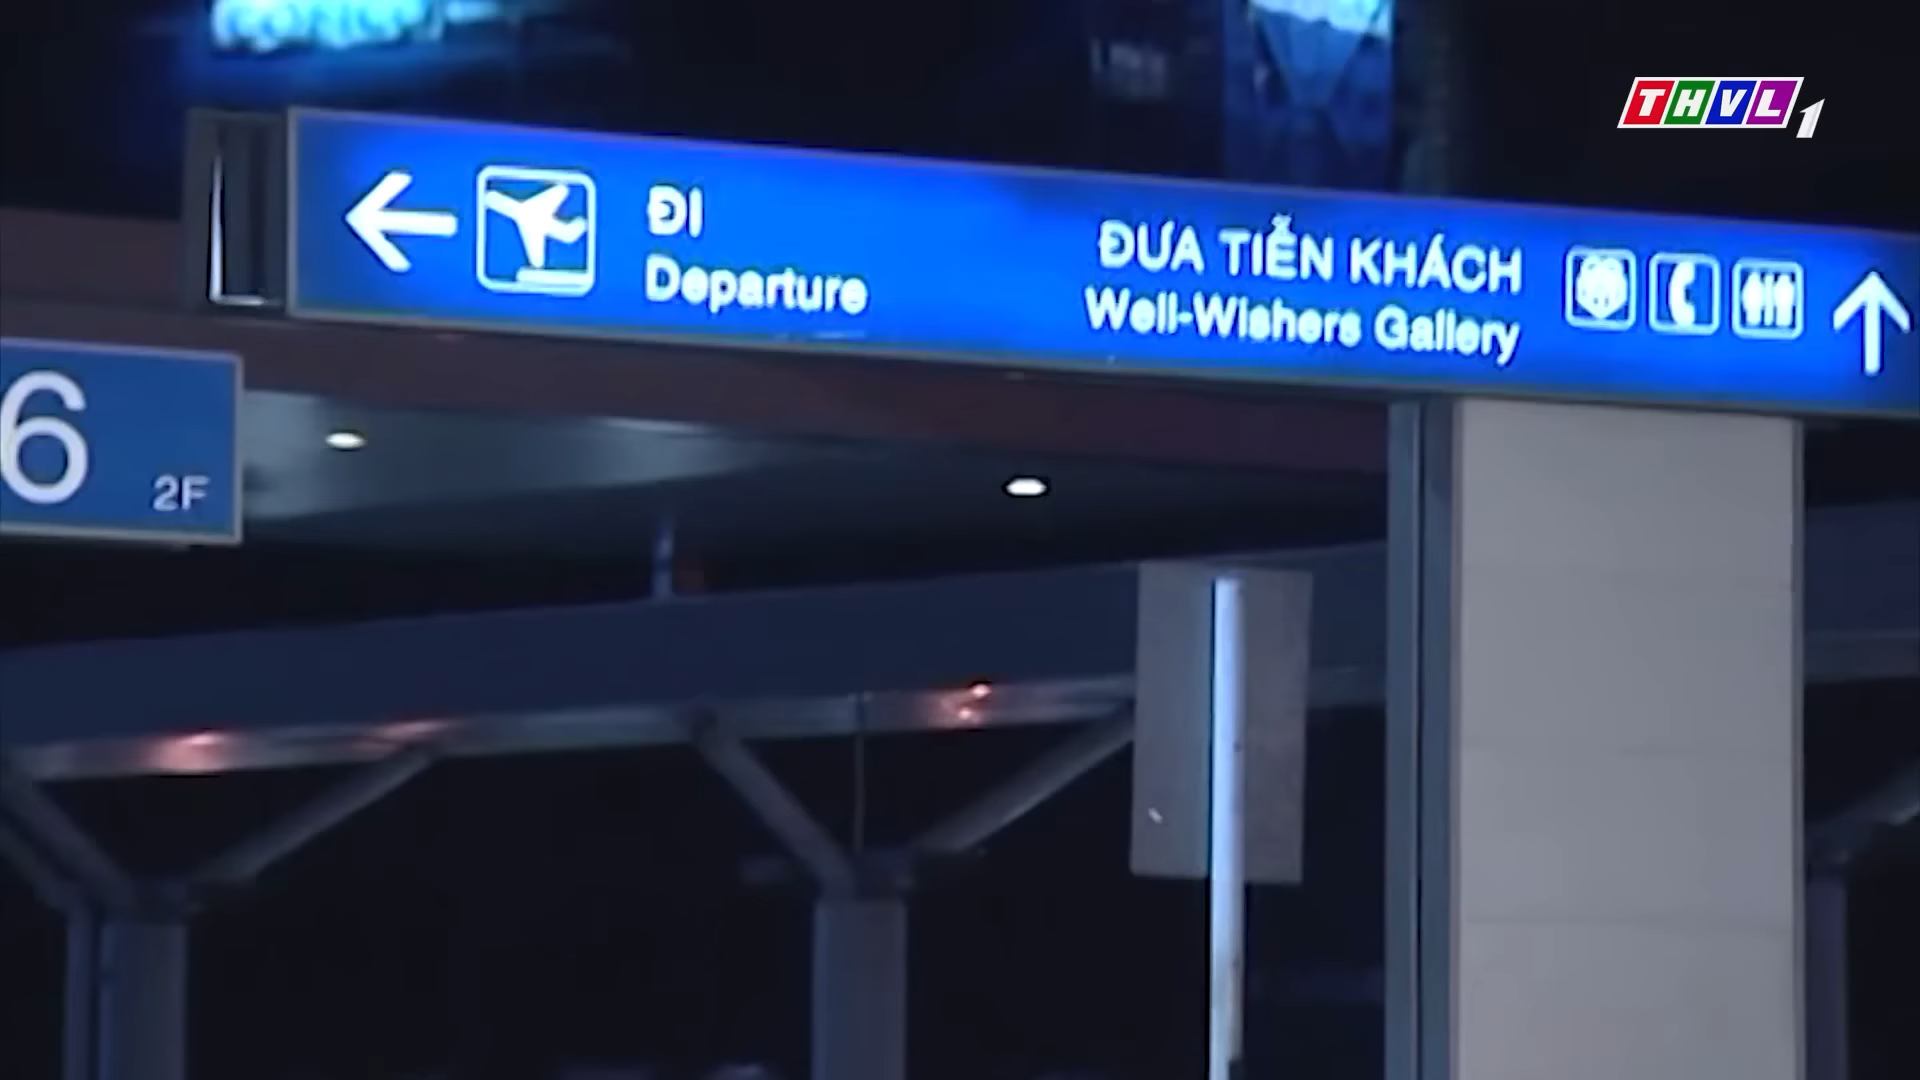 THVL1
ĐI
Departure
ĐƯA TIỄN KHÁCH
Well-Wishers Gallery
6
2F